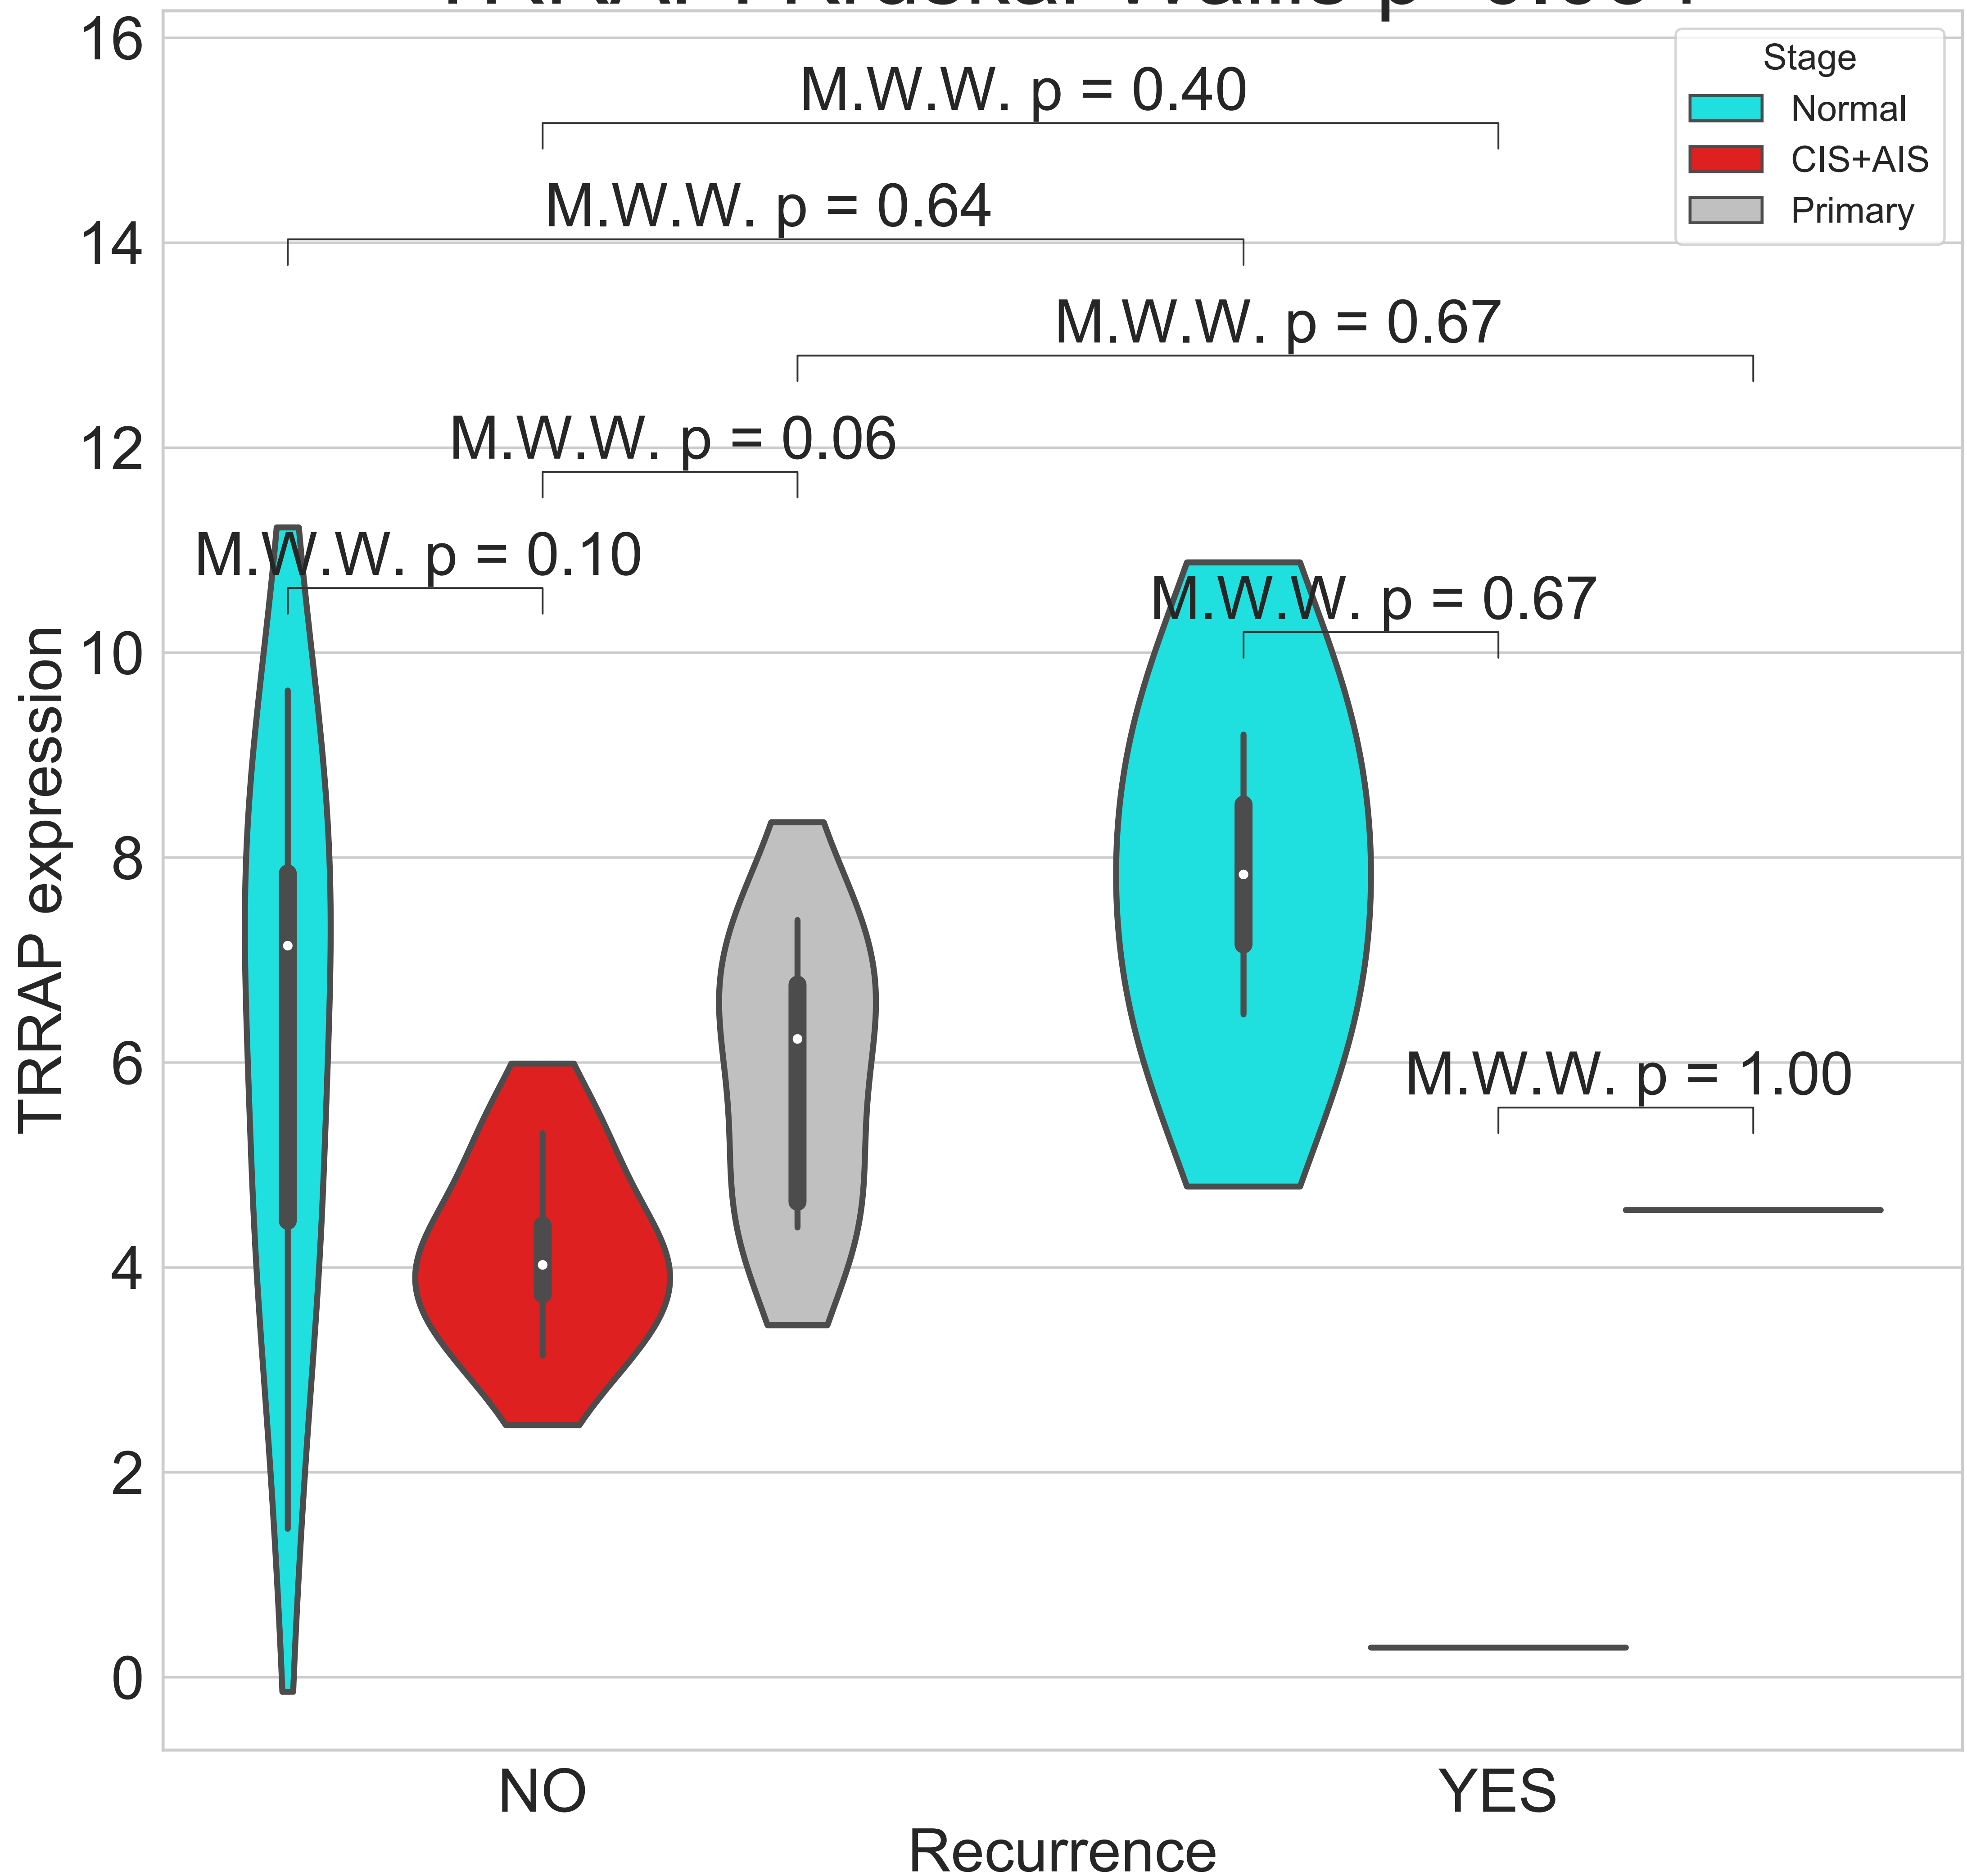 16
14
12
10
8
6
4
2
0
TRRAP expression
M.W.W. p = 0.40
M.W.W. p = 0.64
M.W.W. p = 0.67
M.W.W. p = 0.06
M.W.W. p = 0.10
M.W.W. p = 0.67
M.W.W. p = 1.00
Stage
Normal
CIS+AIS
Primary
NO
YES
Recurrence